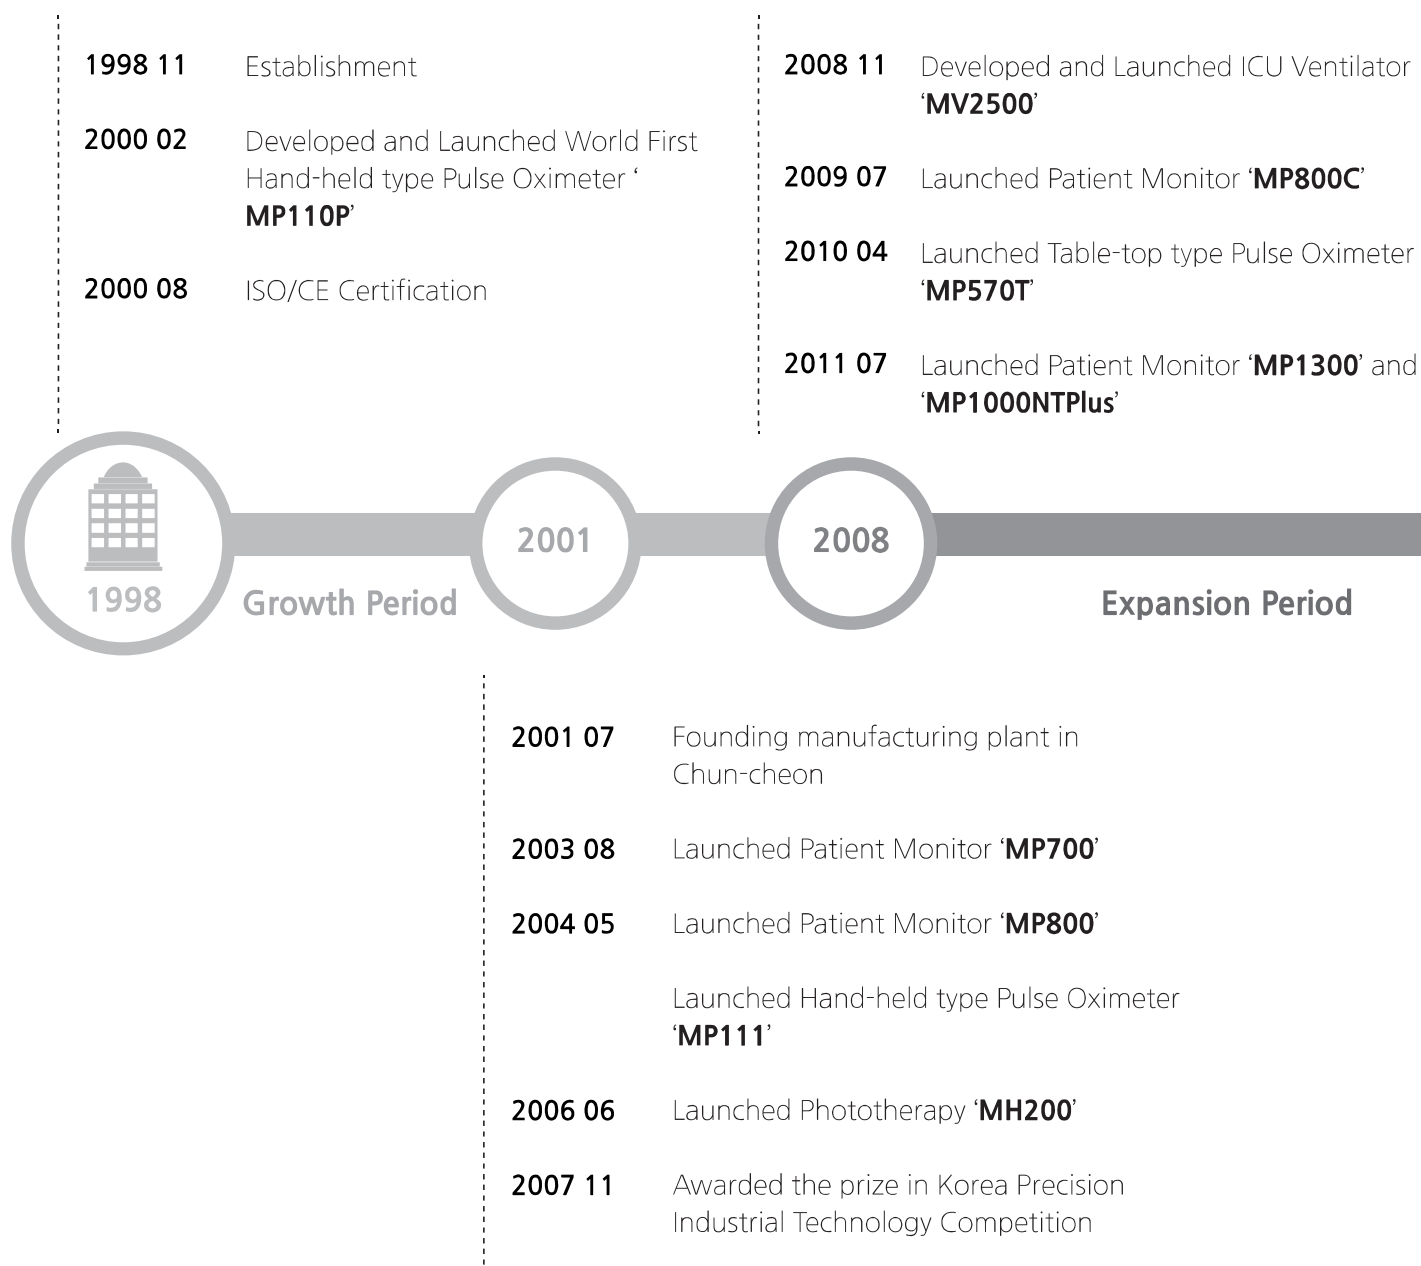 1998 11 Establishment
2000 02 Developed and Launched World First
Hand-held type Pulse Oximeter ‘
MP110P’
2000 08 ISO/CE Certification
2008 11 Developed and Launched ICU Ventilator
‘MV2500’
2009 07 Launched Patient Monitor ‘MP800C’
2010 04 Launched Table-top type Pulse Oximeter
‘MP570T’
2011 07 Launched Patient Monitor ‘MP1300’ and
‘MP1000NTPlus’
1998
Growth Period
2001
2008
Expansion Period
2001 07 Founding manufacturing plant in
Chun-cheon
2003 08 Launched Patient Monitor ‘MP700’
2004 05 Launched Patient Monitor ‘MP800’
Launched Hand-held type Pulse Oximeter
‘MP111’
2006 06 Launched Phototherapy ‘MH200’
2007 11 Awarded the prize in Korea Precision
Industrial Technology Competition